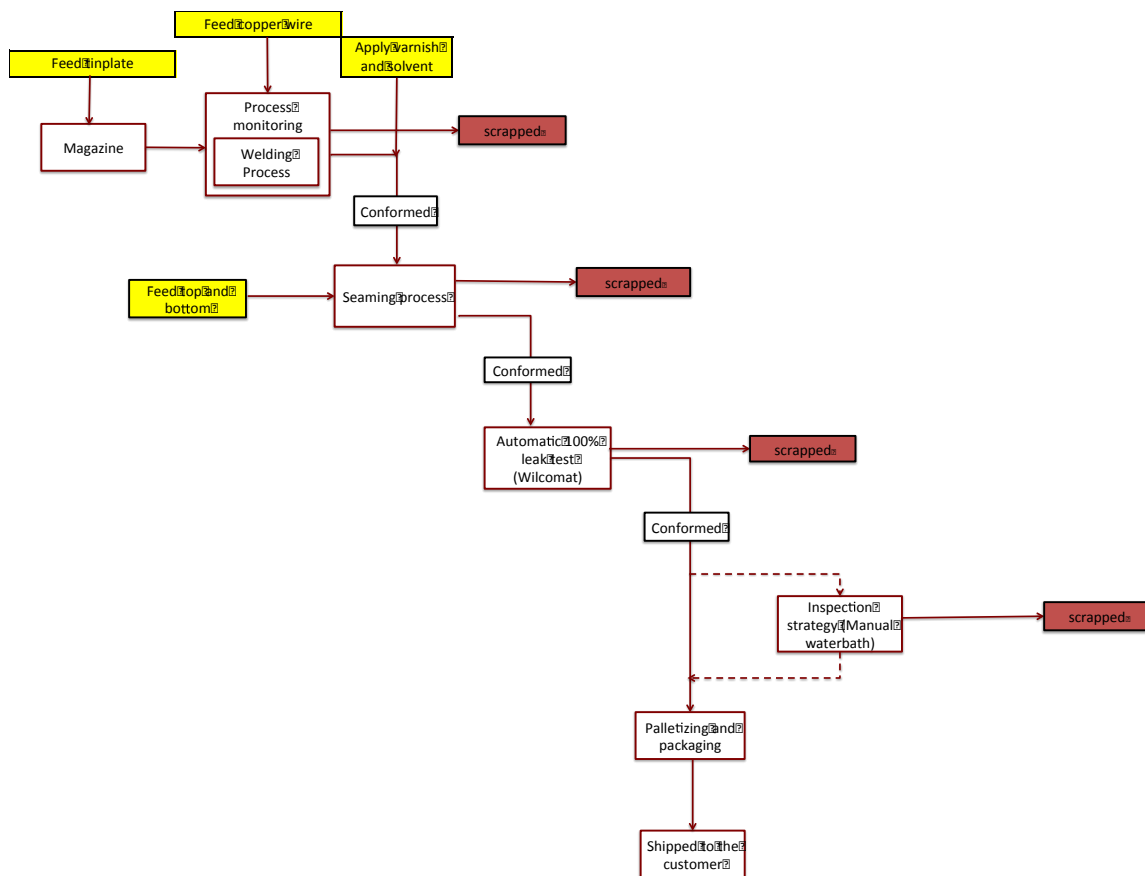 Feed copper wire
Feed tinplate
Apply varnish
and solvent
Process
monitoring
Magazine
Welding
Process
scrapped
Conformed
Feed top and
bottom
Seaming process
scrapped
Conformed
Automatic 100%
leak test
(Wilcomat)
scrapped
Conformed
Inspection
strategy (Manual
waterbath)
scrapped
Palletizing and
packaging
Shipped to the
customer